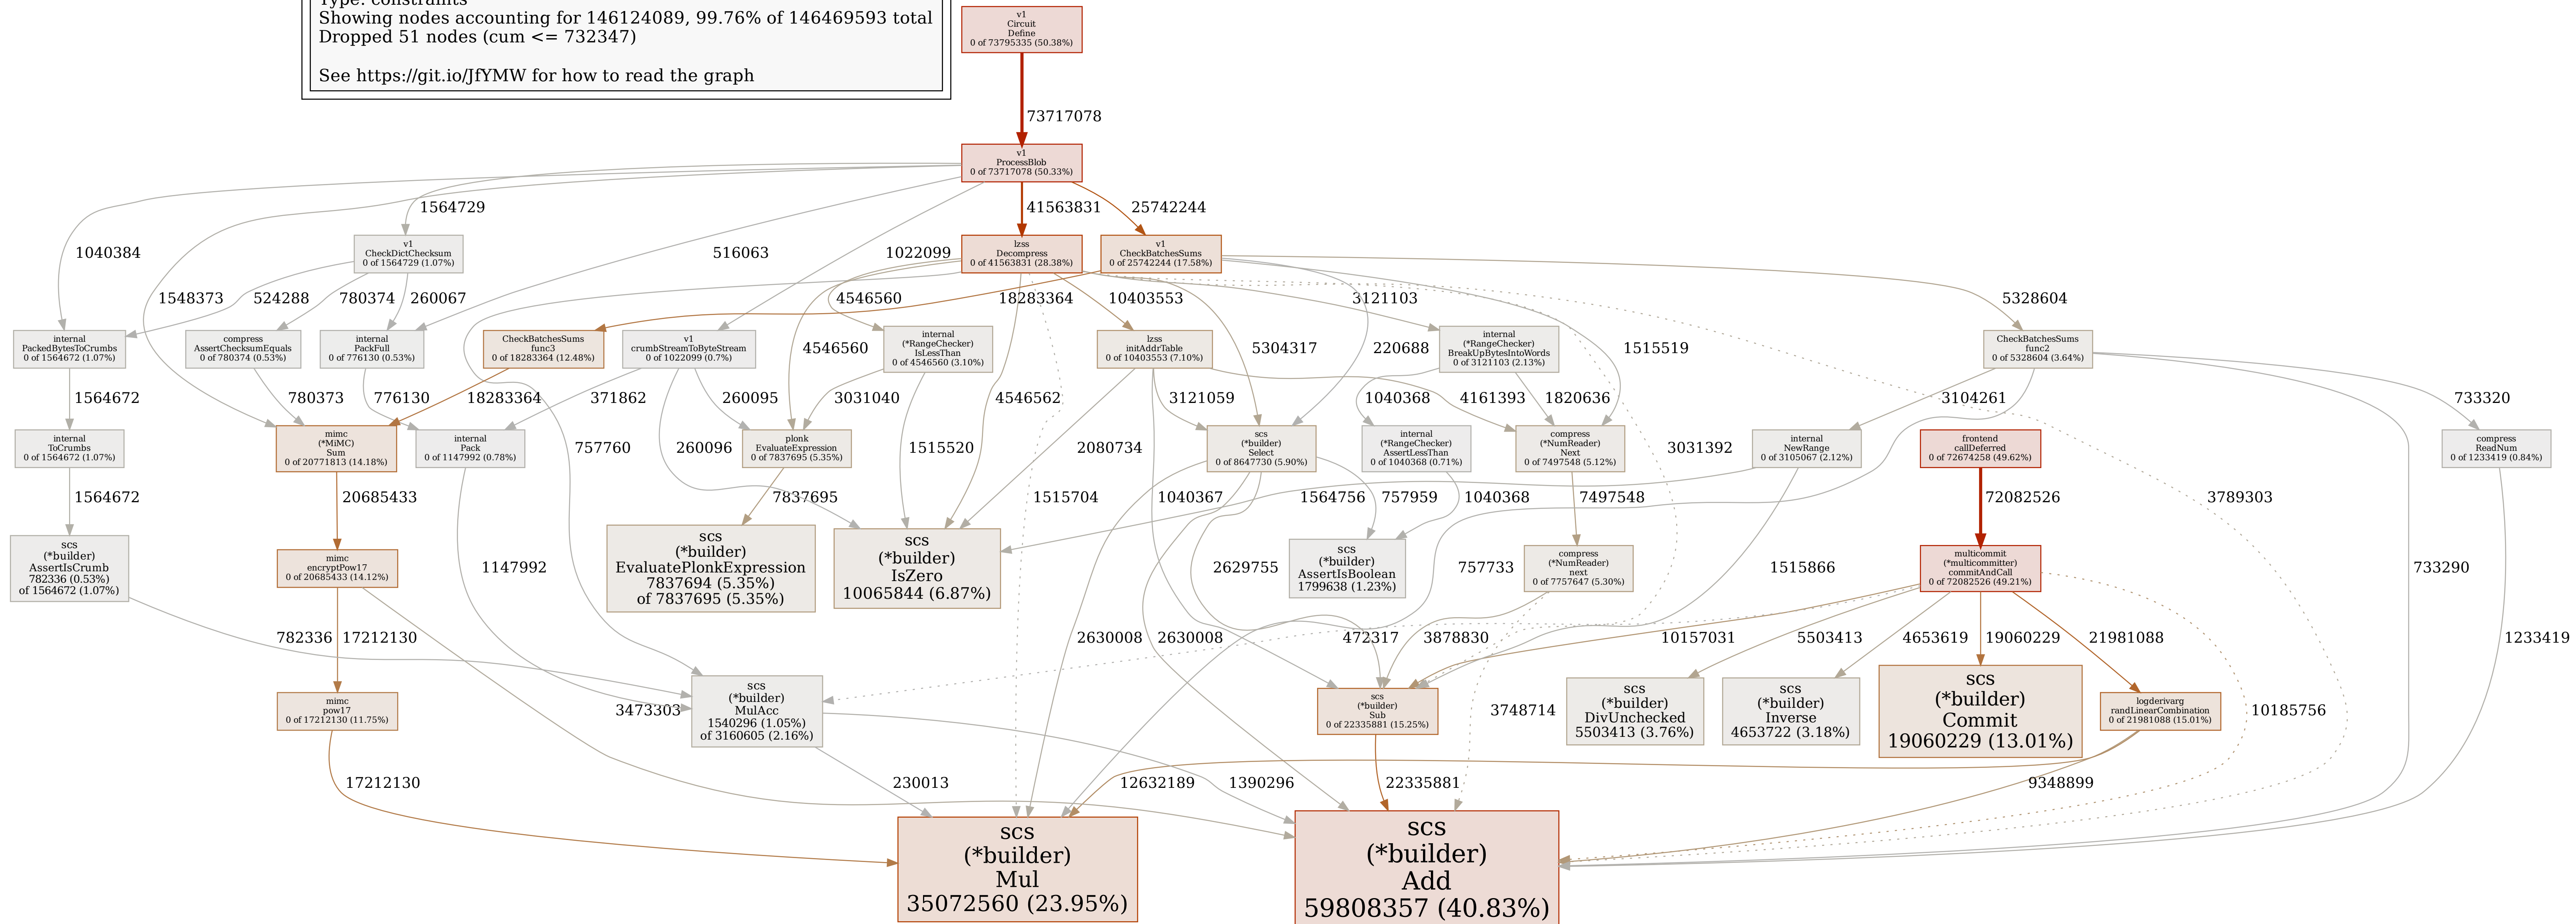 Type: constraints
Showing nodes accounting for 146124089, 99.76% of 146469593 total
Dropped 51 nodes (cum <= 732347)
See https://git.io/JfYMW for how to read the graph
v1
Circuit
Define
0 of 73795335 (50.38%)
73717078
v1
ProcessBlob
0 of 73717078 (50.33%)
1564729
41563831
25742244
1040384
516063
1022099
v1
CheckDictChecksum
0 of 1564729 (1.07%)
lzss
Decompress
0 of 41563831 (28.38%)
v1
CheckBatchesSums
0 of 25742244 (17.58%)
1548373
524288
780374
260067
4546560
18283364
10403553
3121103
5328604
internal
PackedBytesToCrumbs
0 of 1564672 (1.07%)
compress
AssertChecksumEquals
0 of 780374 (0.53%)
internal
PackFull
0 of 776130 (0.53%)
CheckBatchesSums
func3
0 of 18283364 (12.48%)
v1
crumbStreamToByteStream
0 of 1022099 (0.7%)
4546560
internal
(*RangeChecker)
IsLessThan
0 of 4546560 (3.10%)
lzss
initAddrTable
0 of 10403553 (7.10%)
5304317
220688
internal
(*RangeChecker)
BreakUpBytesIntoWords
0 of 3121103 (2.13%)
1515519
CheckBatchesSums
func2
0 of 5328604 (3.64%)
1564672
780373
776130
18283364
371862
260095
3031040
4546562
3121059
1040368
4161393
1820636
3104261
733320
internal
ToCrumbs
0 of 1564672 (1.07%)
mimc
(*MiMC)
Sum
0 of 20771813 (14.18%)
internal
Pack
0 of 1147992 (0.78%)
757760
260096
plonk
EvaluateExpression
0 of 7837695 (5.35%)
1515520
2080734
scs
(*builder)
Select
0 of 8647730 (5.90%)
internal
(*RangeChecker)
AssertLessThan
0 of 1040368 (0.71%)
compress
(*NumReader)
Next
0 of 7497548 (5.12%)
3031392
internal
NewRange
0 of 3105067 (2.12%)
frontend
callDeferred
0 of 72674258 (49.62%)
compress
ReadNum
0 of 1233419 (0.84%)
1564672
20685433
7837695
1515704
1040367
1564756
757959
1040368
7497548
72082526
3789303
scs
(*builder)
AssertIsCrumb
782336 (0.53%)
of 1564672 (1.07%)
mimc
encryptPow17
0 of 20685433 (14.12%)
1147992
scs
(*builder)
EvaluatePlonkExpression
7837694 (5.35%)
of 7837695 (5.35%)
scs
(*builder)
IsZero
10065844 (6.87%)
2629755
scs
(*builder)
AssertIsBoolean
1799638 (1.23%)
757733
compress
(*NumReader)
next
0 of 7757647 (5.30%)
1515866
multicommit
(*multicommitter)
commitAndCall
0 of 72082526 (49.21%)
733290
782336
17212130
2630008
2630008
472317
3878830
10157031
5503413
4653619
19060229
21981088
1233419
mimc
pow17
0 of 17212130 (11.75%)
3473303
scs
(*builder)
MulAcc
1540296 (1.05%)
of 3160605 (2.16%)
scs
(*builder)
Sub
0 of 22335881 (15.25%)
3748714
scs
(*builder)
DivUnchecked
5503413 (3.76%)
scs
(*builder)
Inverse
4653722 (3.18%)
scs
(*builder)
Commit
19060229 (13.01%)
logderivarg
randLinearCombination
0 of 21981088 (15.01%)
10185756
17212130
230013
12632189
1390296
22335881
9348899
scs
(*builder)
Mul
35072560 (23.95%)
scs
(*builder)
Add
59808357 (40.83%)